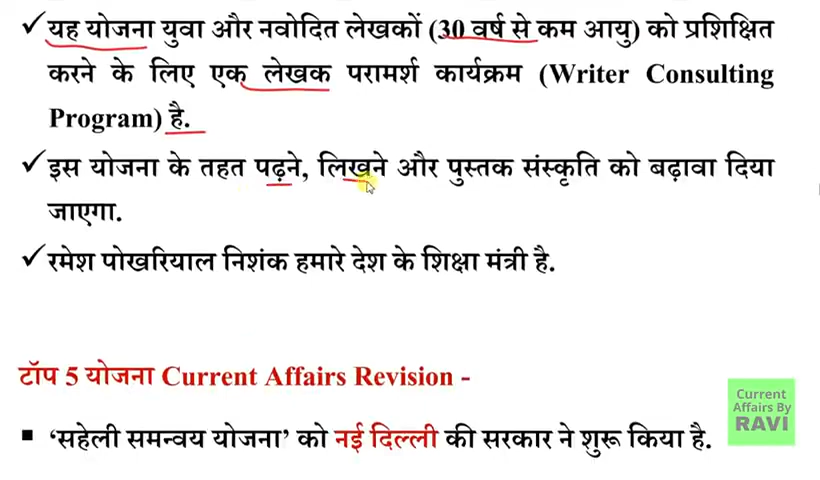 ✓ यह योजना युवा और नवोदित लेखकों (30 वर्ष से कम आयु) को प्रशिक्षित
करने के लिए एक लेखक परामर्श कार्यक्रम (Writer Consulting
Program) है.
✓ इस योजना के तहत पढ़ने, लिखने और पुस्तक संस्कृति को बढ़ावा दिया
जाएगा.
✓ रमेश पोखरियाल निशंक हमारे देश के शिक्षा मंत्री है.
टॉप 5 योजना Current Affairs Revision -
▪ ‘सहेली समन्वय योजना’ को नई दिल्ली की सरकार ने शुरू किया है.
Current
Affairs By
RAVI